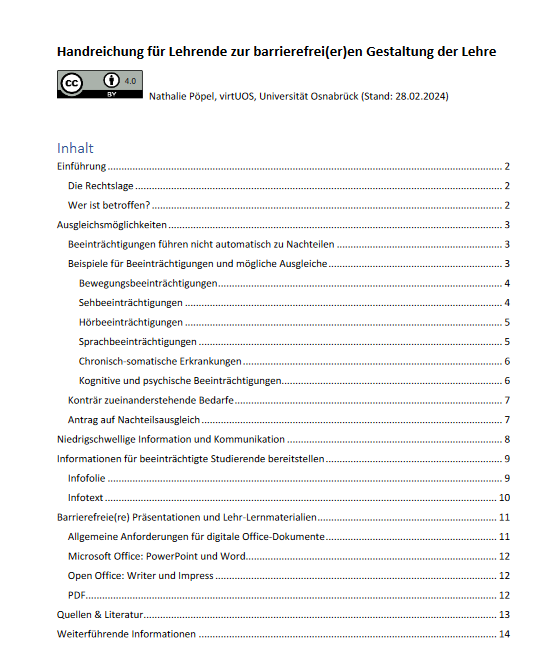 Handreichung für Lehrende zur barrierefrei(er)en Gestaltung der Lehre
cc 4.0
BY
Nathalie Pöpel, virtUOS, Universität Osnabrück (Stand: 28.02.2024)
Inhalt
Einführung 2
Die Rechtslage 2
Wer ist betroffen? 2
Ausgleichsmöglichkeiten 3
Beeinträchtigungen führen nicht automatisch zu Nachteilen 3
Beispiele für Beeinträchtigungen und mögliche Ausgleiche 3
Bewegungsbeeinträchtigungen 4
Sehbeeinträchtigungen 4
Hörbeeinträchtigungen 5
Sprachbeeinträchtigungen 5
Chronisch-somatische Erkrankungen 6
Kognitive und psychische Beeinträchtigungen 6
Konträr zueinanderstehende Bedarfe 7
Antrag auf Nachteilsausgleich 7
Niedrigschwellige Information und Kommunikation 8
Informationen für beeinträchtigte Studierende bereitstellen 9
Infofolie 9
Infotext 10
Barrierefreie(re) Präsentationen und Lehr-Lernmaterialien 11
Allgemeine Anforderungen für digitale Office-Dokumente 11
Microsoft Office: PowerPoint und Word 12
Open Office: Writer und Impress 12
PDF 12
Quellen & Literatur 13
Weiterführende Informationen 14